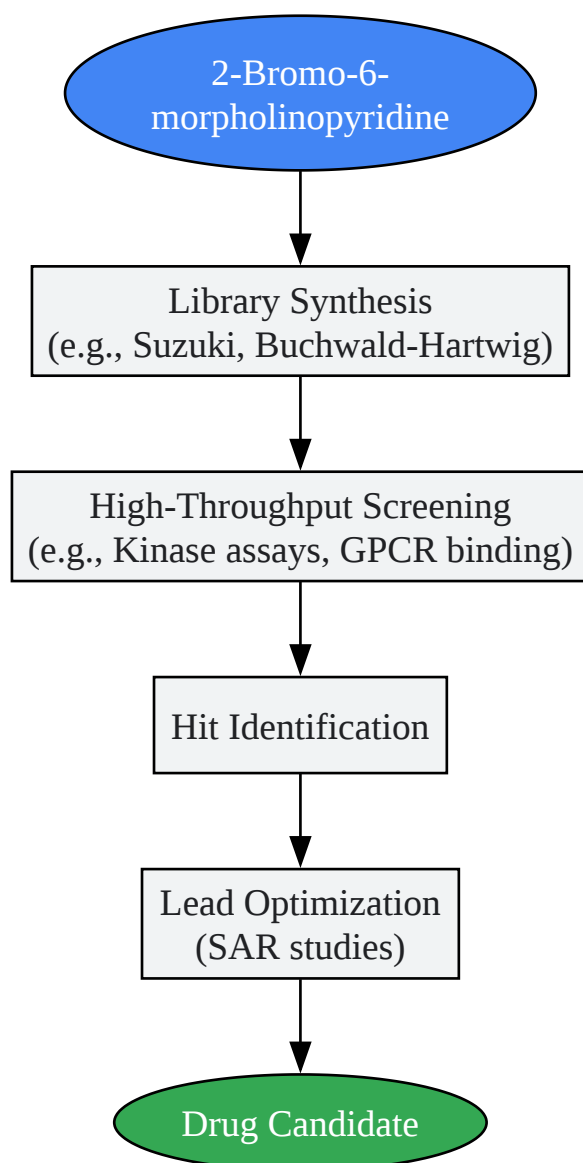 2-Bromo-6-
morpholinopyridine
Library Synthesis
(e.g., Suzuki, Buchwald-Hartwig)
High-Throughput Screening
(e.g., Kinase assays, GPCR binding)
Hit Identification
Lead Optimization
(SAR studies)
Drug Candidate